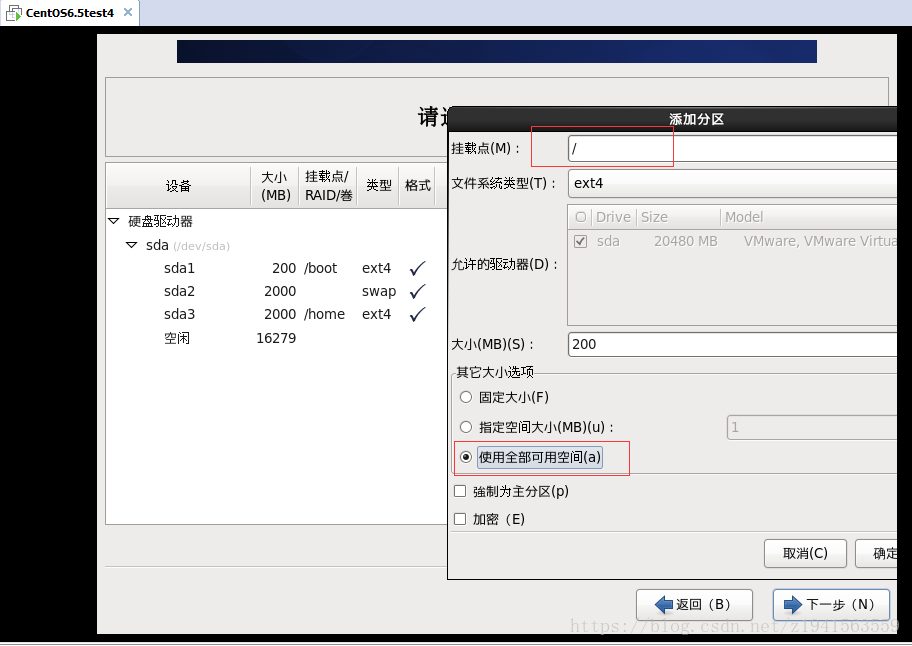 CentOS6.5test4
请
添加分区
挂载点(M)：
/
文件系统类型(T)：
ext4
允许的驱动器(D)：
Drive Size Model
sda 20480 MB VMware, VMware Virtua
大小(MB)(S)：
200
其它大小选项
固定大小(F)
指定空间大小(MB)(u)：
1
使用全部可用空间(a)
強制为主分区(p)
加密（E)
取消(C)
确定
设备
大小
(MB)
挂载点/
RAID/卷
类型
格式
硬盘驱动器
sda (/dev/sda)
sda1 200 /boot ext4
sda2 2000 swap
sda3 2000 /home ext4
空闲 16279
返回（B）
下一步（N）
https://blog.csdn.net/z1941563559